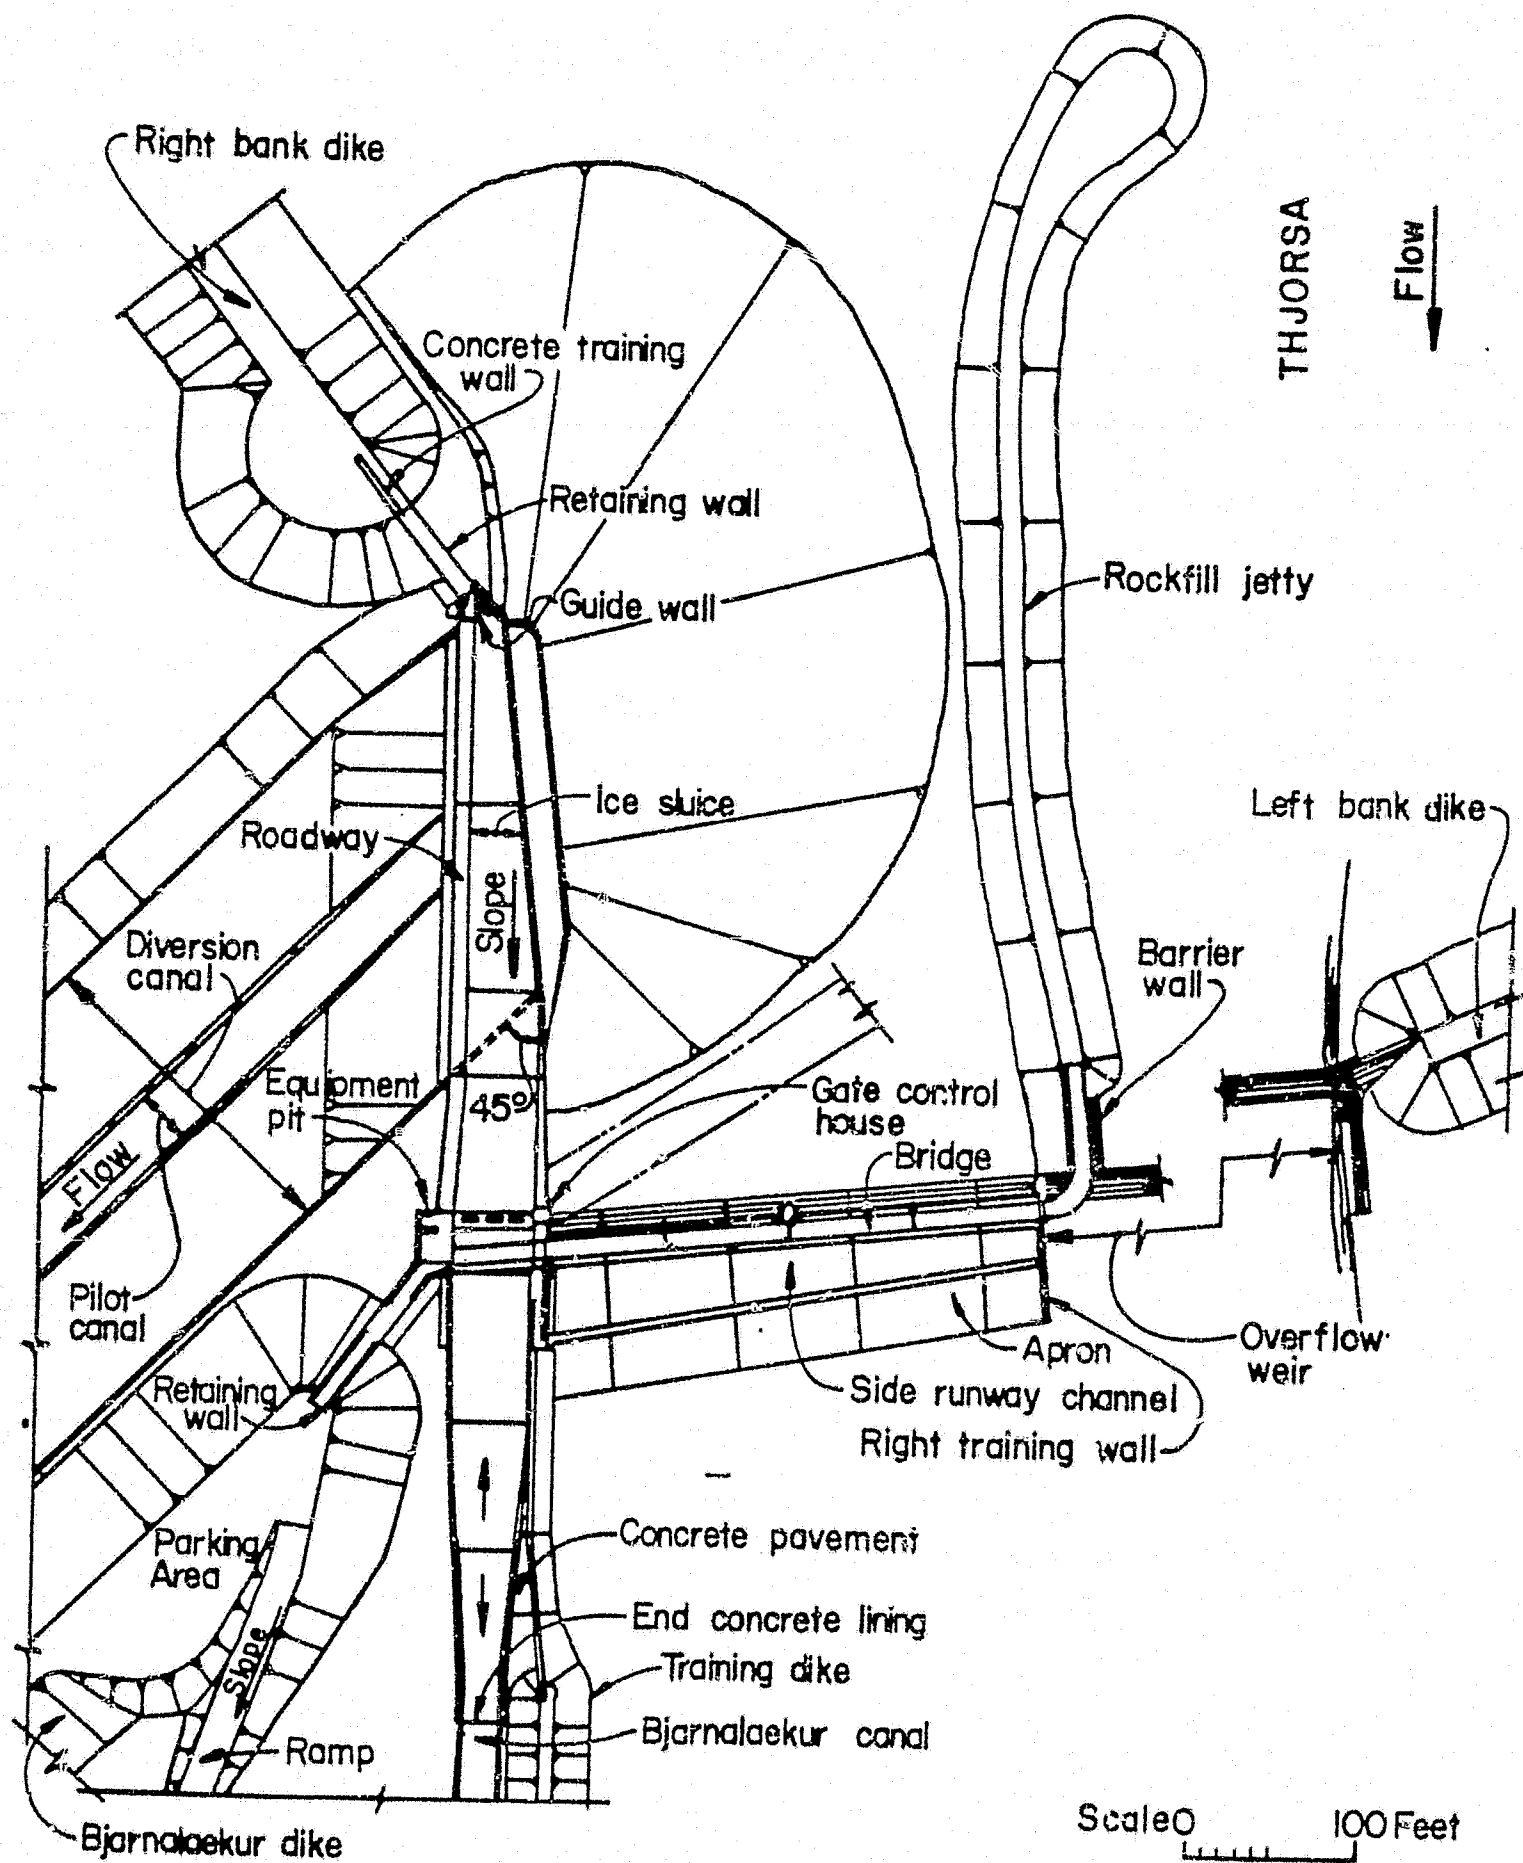 Right bank dike
THJORSA
Flow
Concrete training
wall
Retaining wall
Rockfill jetty
Guide wall
Ice sluice
Left bank dike
Roadway
Slope
Diversion
canal
Barrier
wall
Equipment
pit
45°
Gate control
house
Bridge
Flow
Pilot
canal
Overflow
weir
Apron
Retaining
wall
Side runway channel
Right training wall
Parking
Area
Concrete pavement
End concrete lining
Slope
Training dike
Bjarnalaekur canal
Ramp
Bjarnalaekur dike
Scale 0 100 Feet